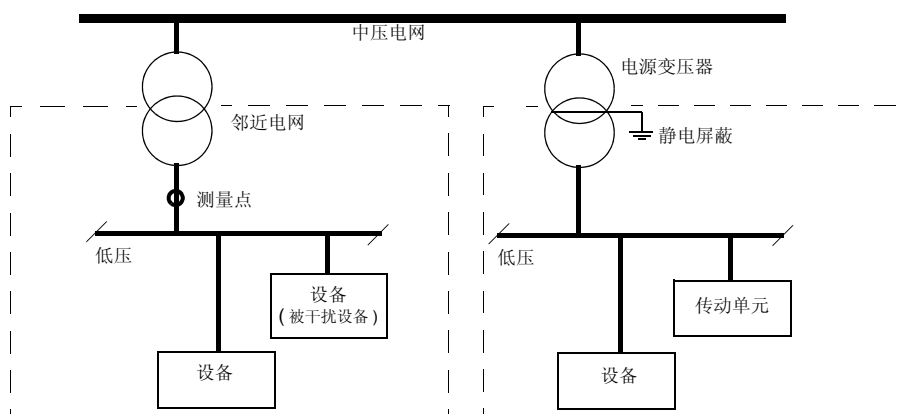 中压电网
电源变压器
邻近电网
静电屏蔽
测量点
低压
低压
设备
(被干扰设备)
传动单元
设备
设备